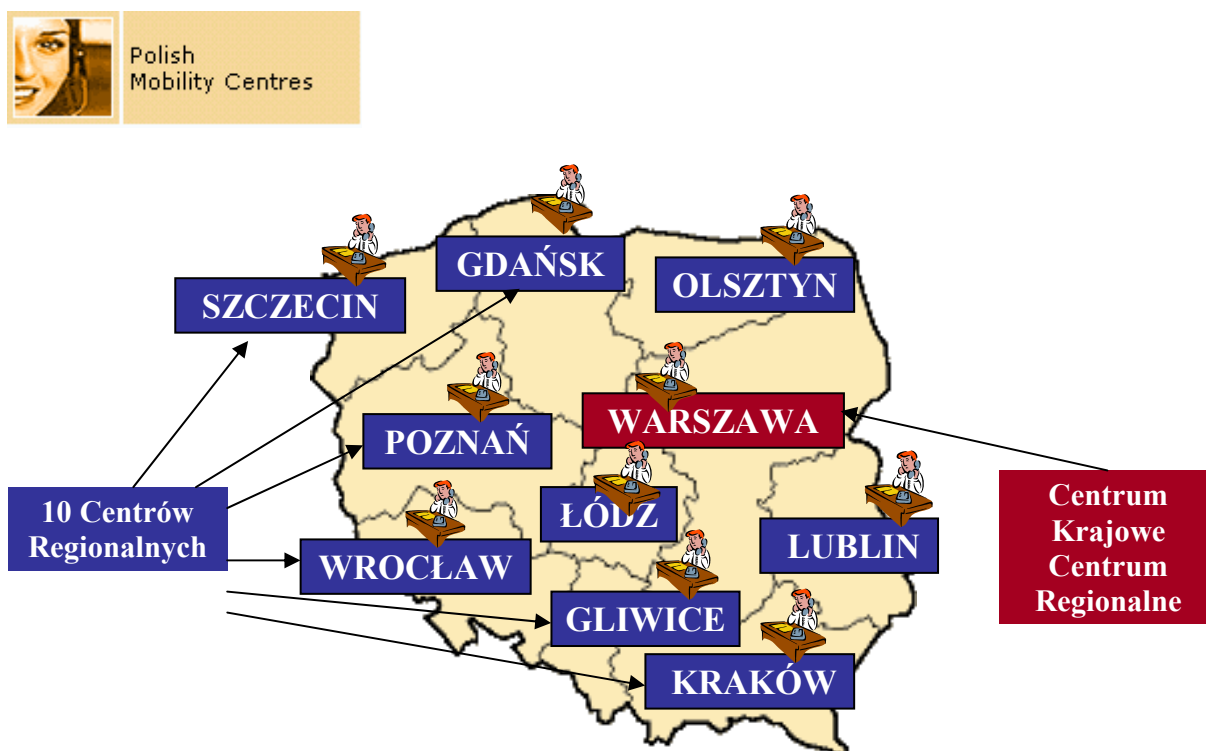 Polish
Mobility Centres
GDAŃSK
OLSZTYN
SZCZECIN
WARSZAWA
POZNAŃ
10 Centrów
Regionalnych
ŁÓDZ
Centrum
Krajowe
Centrum
Regionalne
WROCŁAW
LUBLIN
GLIWICE
KRAKÓW